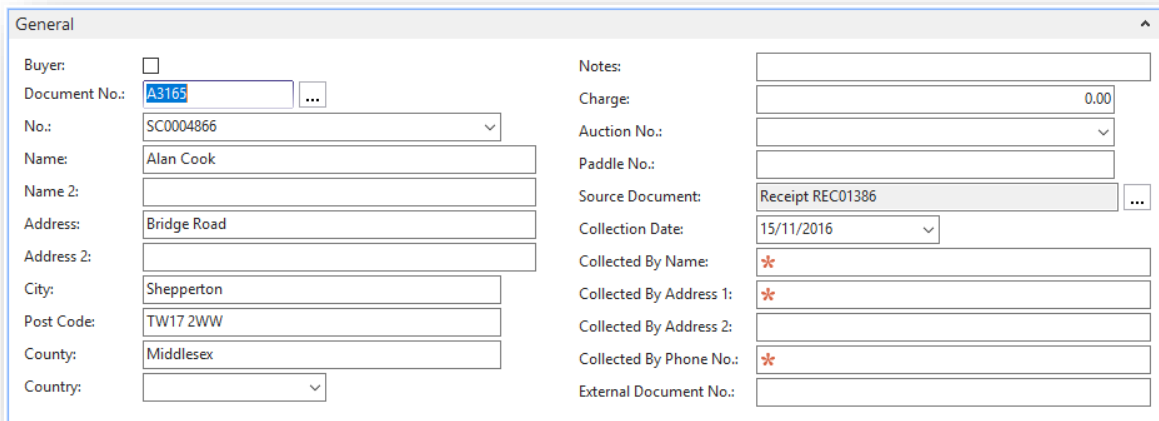 General
Buyer:
Document No.: A3165 ...
No.: SC0004866
Name: Alan Cook
Name 2:
Address: Bridge Road
Address 2:
City: Shepperton
Post Code: TW17 2WW
County: Middlesex
Country:
Notes:
Charge: 0.00
Auction No.:
Paddle No.:
Source Document: Receipt REC01386 ...
Collection Date: 15/11/2016
Collected By Name: *
Collected By Address 1: *
Collected By Address 2:
Collected By Phone No.: *
External Document No.: